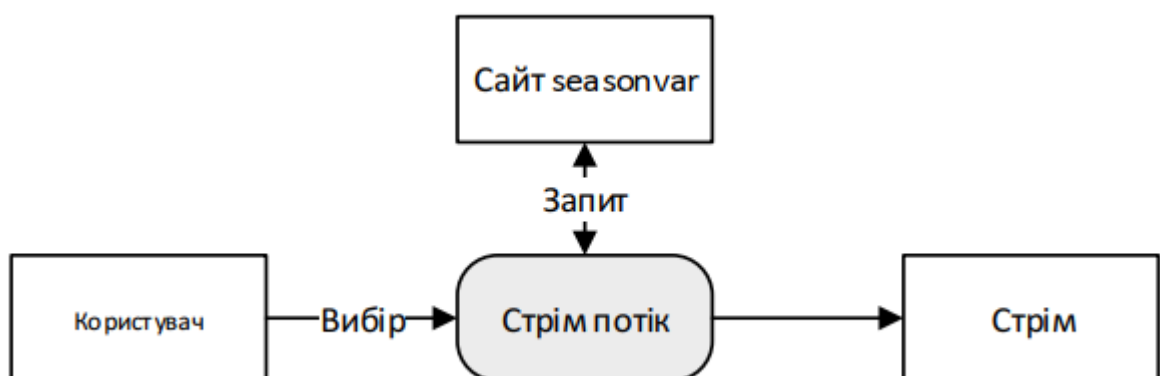 Сайт seasonvar
Запит
Користувач
Вибір
Стрім потік
Стрім